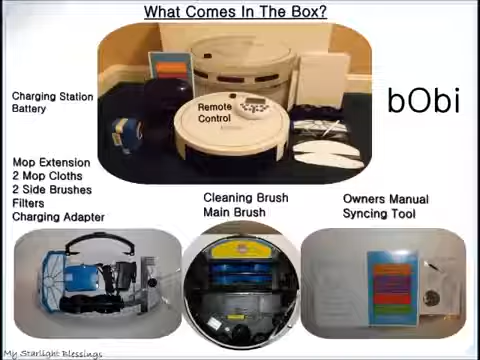 What Comes In The Box?
Charging Station
Battery
Remote
Control
bObi
Mop Extension
2 Mop Cloths
2 Side Brushes
Filters
Charging Adapter
Cleaning Brush
Main Brush
Owners Manual
Syncing Tool
My Starlight Blessings